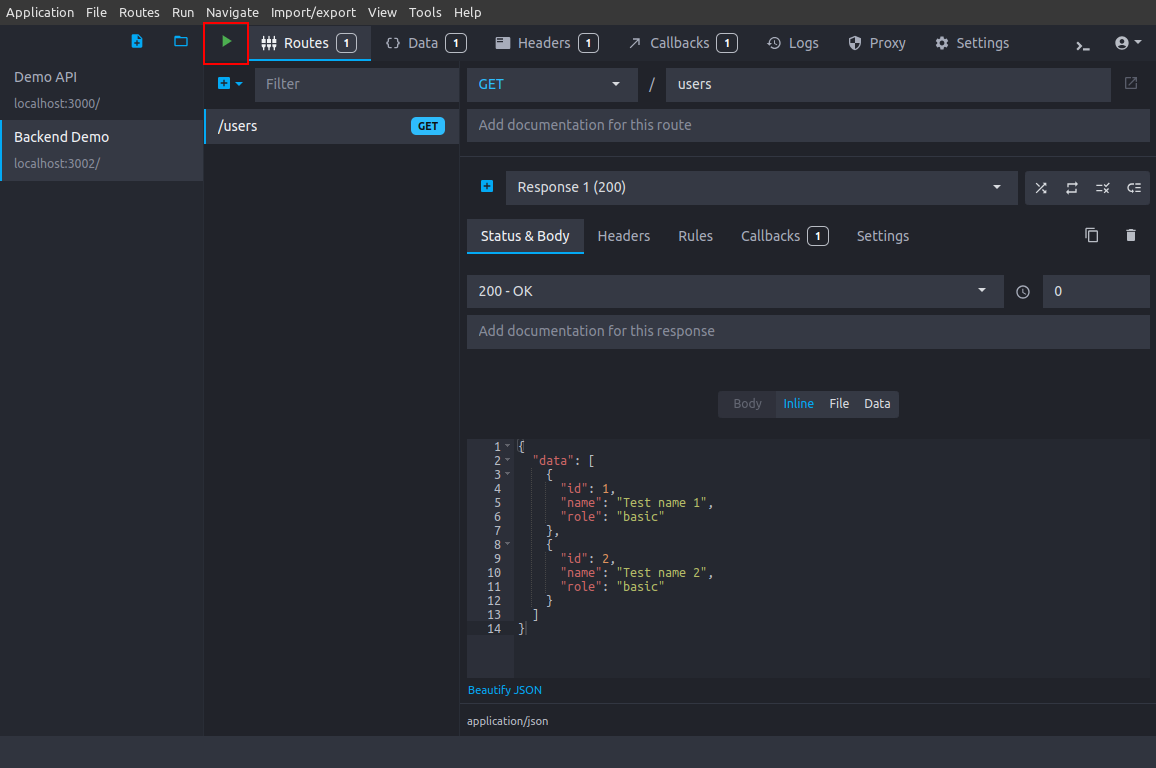 Application File Routes Run Navigate Import/export View Tools Help
Routes 1 Data 1 Headers 1 Callbacks 1 Logs Proxy Settings
Demo API
localhost:3000/
Backend Demo
localhost:3002/
Filter
/users GET
GET / users
Add documentation for this route
Response 1 (200)
Status & Body Headers Rules Callbacks 1 Settings
200 - OK 0
Add documentation for this response
Body Inline File Data
1 {
2 "data": [
3 {
4 "id": 1,
5 "name": "Test name 1",
6 "role": "basic"
7 },
8 {
9 "id": 2,
10 "name": "Test name 2",
11 "role": "basic"
12 }
13 ]
14 }
Beautify JSON
application/json